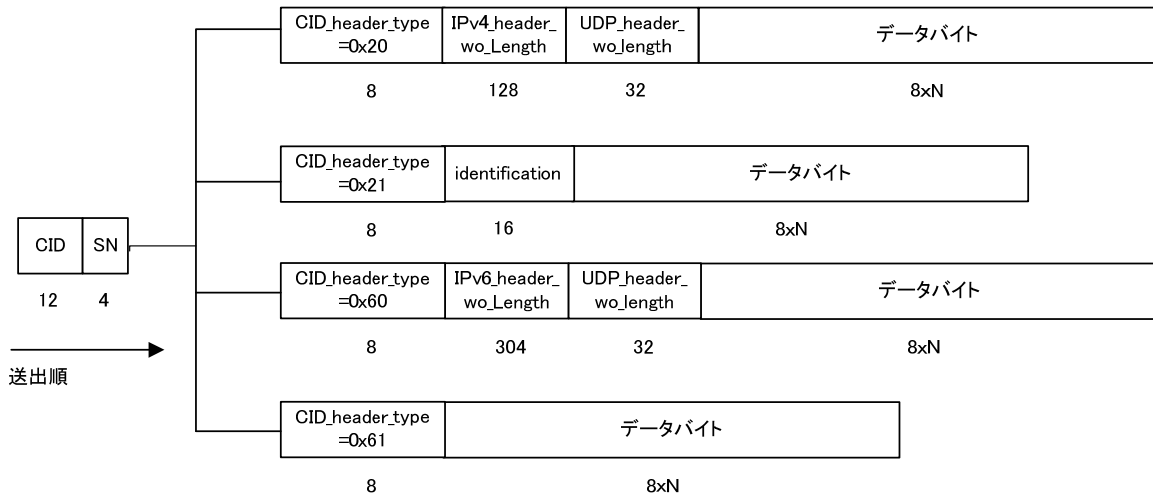 CID_header_type
=0x20
IPv4_header_
wo_Length
UDP_header_
wo_length
データバイト
8
128
32
8xN
CID_header_type
=0x21
identification
データバイト
8
16
8xN
CID
SN
12
4
送出順
CID_header_type
=0x60
IPv6_header_
wo_Length
UDP_header_
wo_length
データバイト
8
304
32
8xN
CID_header_type
=0x61
データバイト
8
8xN